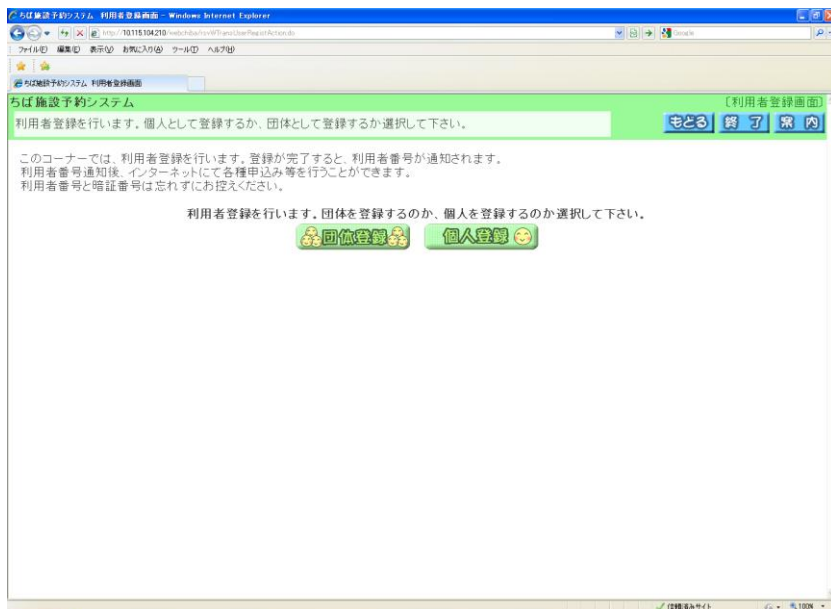 ちば施設予約システム 利用者登録画面 - Windows Internet Explorer
http://10.115.104.210/
ファイル(F) 編集(E) 表示(V) お気に入り(A) ツール(T) ヘルプ(H)
ちば施設予約システム 利用者登録画面
ちば施設予約システム
[利用者登録画面]
利用者登録を行います。個人として登録するか、団体として登録するか選択して下さい。
もどる 終了 案内
このコーナーでは、利用者登録を行います。登録が完了すると、利用者番号が通知されます。
利用者番号通知後、インターネットにて各種申込み等を行うことができます。
利用者番号と暗証番号は忘れずにお控えください。
利用者登録を行います。団体を登録するのか、個人を登録するのか選択して下さい。
団体登録 個人登録
信頼済みサイト 100%